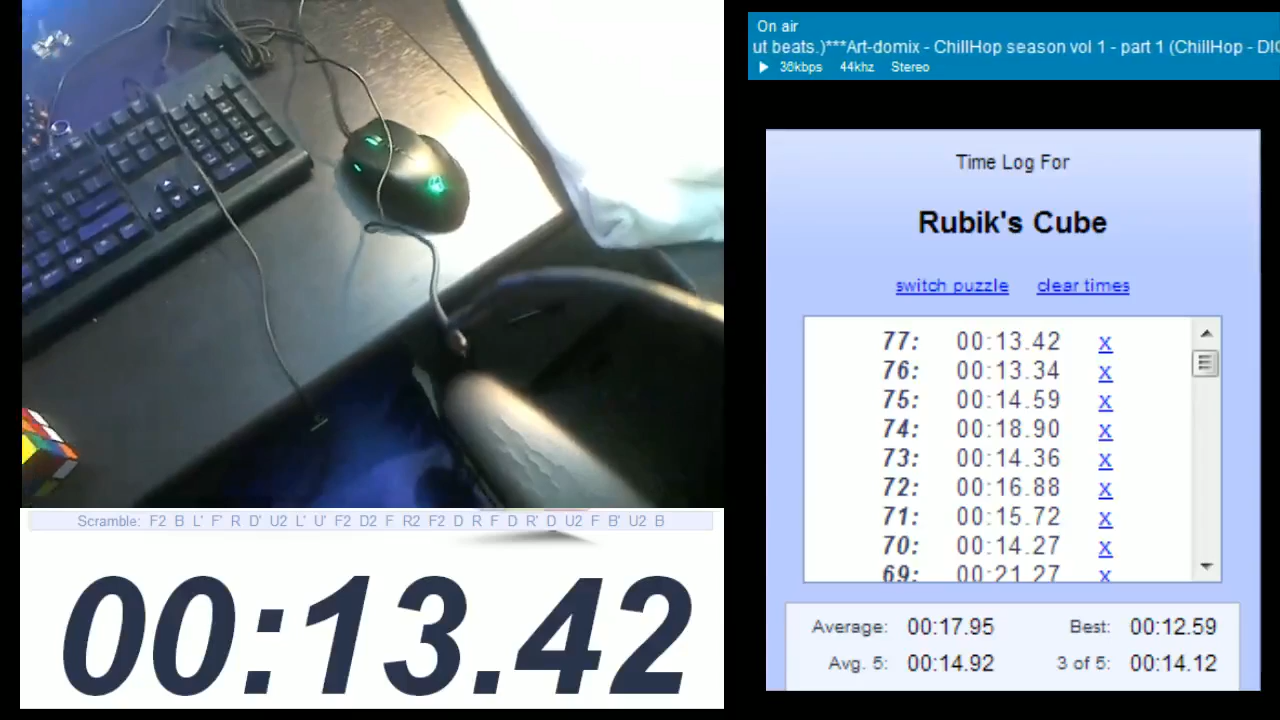 On air
ut beats.)***Art-domix - ChillHop season vol 1 - part 1 (ChillHop - DIG
36kbps 44khz Stereo
Time Log For
Rubik's Cube
switch puzzle clear times
77: 00:13.42 x
76: 00:13.34 x
75: 00:14.59 x
74: 00:18.90 x
73: 00:14.36 x
72: 00:16.88 x
71: 00:15.72 x
70: 00:14.27 x
69: 00:21.27 x
Average: 00:17.95 Best: 00:12.59
Avg. 5: 00:14.92 3 of 5: 00:14.12
Scramble: F2 B L' F' R D' U2 L' U' F2 D2 F R2 F2 D R F D R' D U2 F B' U2 B
00:13.42